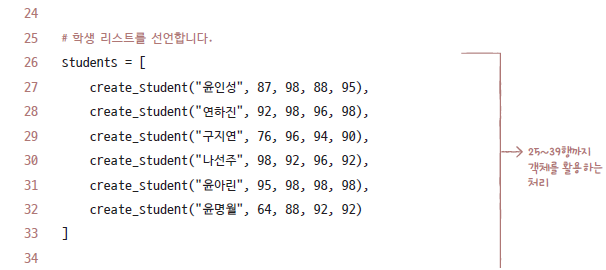 24
25 # 학생 리스트를 선언합니다.
26 students = [
27     create_student("윤인성", 87, 98, 88, 95),
28     create_student("연하진", 92, 98, 96, 98),
29     create_student("구지연", 76, 96, 94, 90),
30     create_student("나선주", 98, 92, 96, 92),
31     create_student("윤아린", 95, 98, 98, 98),
32     create_student("윤명월", 64, 88, 92, 92)
33 ]
34
25~39행까지
객체를 활용하는
처리